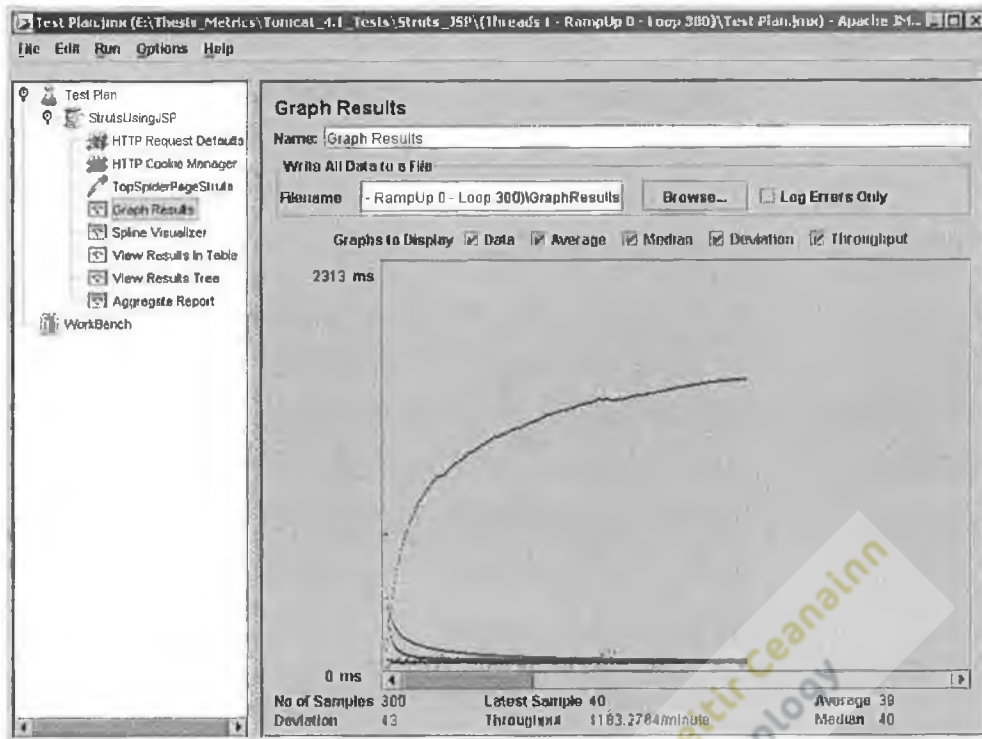 Test Plan.jmx (E:\Thesis_Metrics\Tomcat_4.1_Tests\Struts_JSP\(Threads 1 - RampUp 0 - Loop 300)\Test Plan.jmx) - Apache JM...
File Edit Run Options Help
Test Plan
StrutsUsingJSP
HTTP Request Defaults
HTTP Cookie Manager
TopSpiderPageStruts
Graph Results
Spline Visualizer
View Results in Table
View Results Tree
Aggregate Report
WorkBench
Graph Results
Name: Graph Results
Write All Data to a File
Filename - RampUp 0 - Loop 300)\GraphResults Browse... Log Errors Only
Graphs to Display Data Average Median Deviation Throughput
2313 ms
0 ms
No of Samples 300 Latest Sample 40 Average 39
Deviation 43 Throughput 1183.2784/minute Median 40
Ceanainn